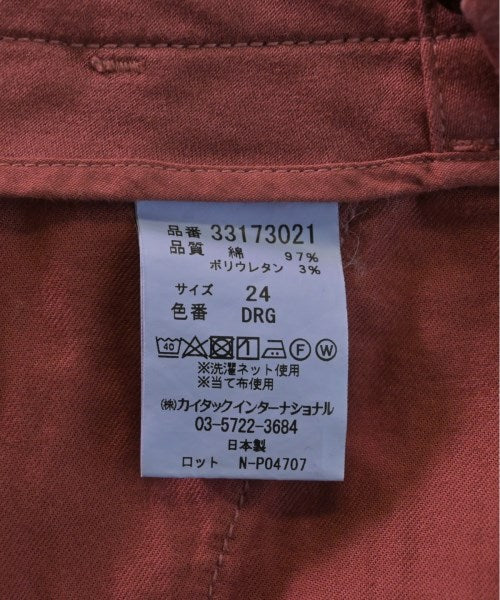 品番 33173021
品質 綿 97%
ポリウレタン 3%
サイズ 24
色番 DRG
40 F W
※洗濯ネット使用
※当て布使用
㈱カイタックインターナショナル
03-5722-3684
日本製
ロット N-P04707